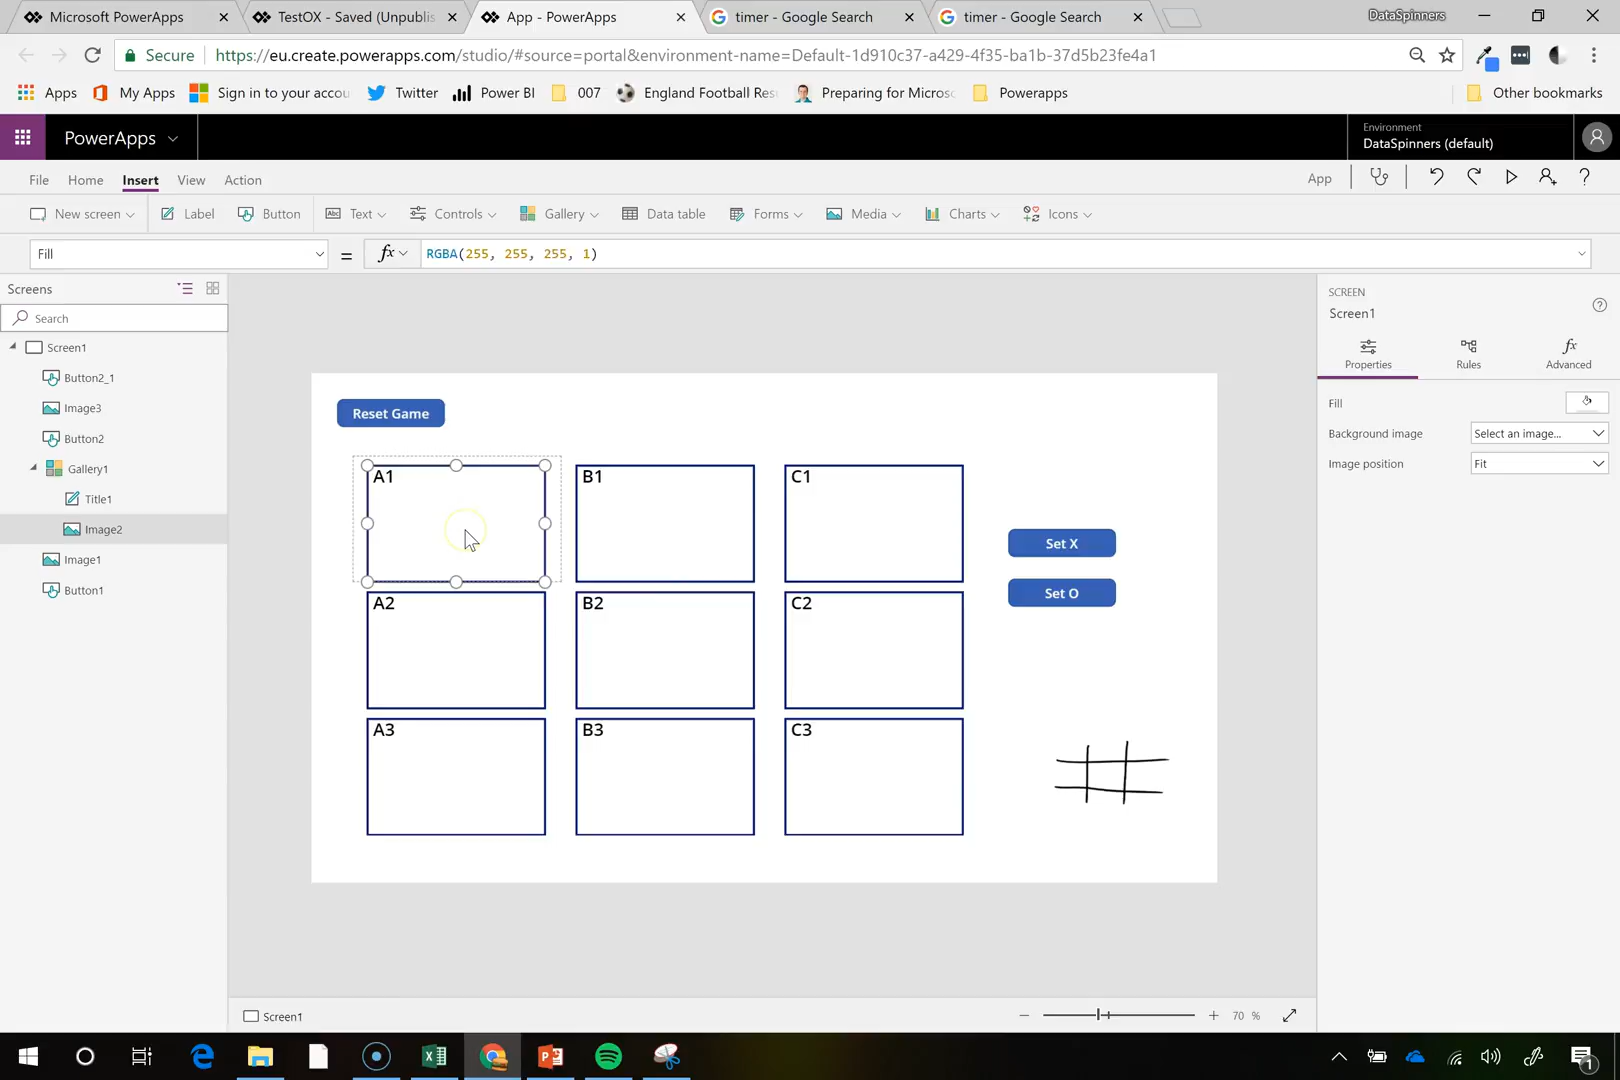 Microsoft PowerApps
TestOX - Saved (Unpublis
App - PowerApps
timer - Google Search
timer - Google Search
DataSpinners
Secure
https://eu.create.powerapps.com/studio/#source=portal&environment-name=Default-1d910c37-a429-4f35-ba1b-37d5b23fe4a1
Apps
My Apps
Sign in to your accou
Twitter
Power BI
007
England Football Res
Preparing for Micros
Powerapps
Other bookmarks
PowerApps
Environment
DataSpinners (default)
File
Home
Insert
View
Action
App
New screen
Label
Button
Text
Controls
Gallery
Data table
Forms
Media
Charts
Icons
Fill
=
fx
RGBA(255, 255, 255, 1)
Screens
Search
Screen1
Button2_1
Image3
Button2
Gallery1
Title1
Image2
Image1
Button1
Reset Game
A1
B1
C1
A2
B2
C2
A3
B3
C3
Set X
Set O
SCREEN
Screen1
Properties
Rules
Advanced
Fill
Background image
Select an image...
Image position
Fit
Screen1
70 %
1